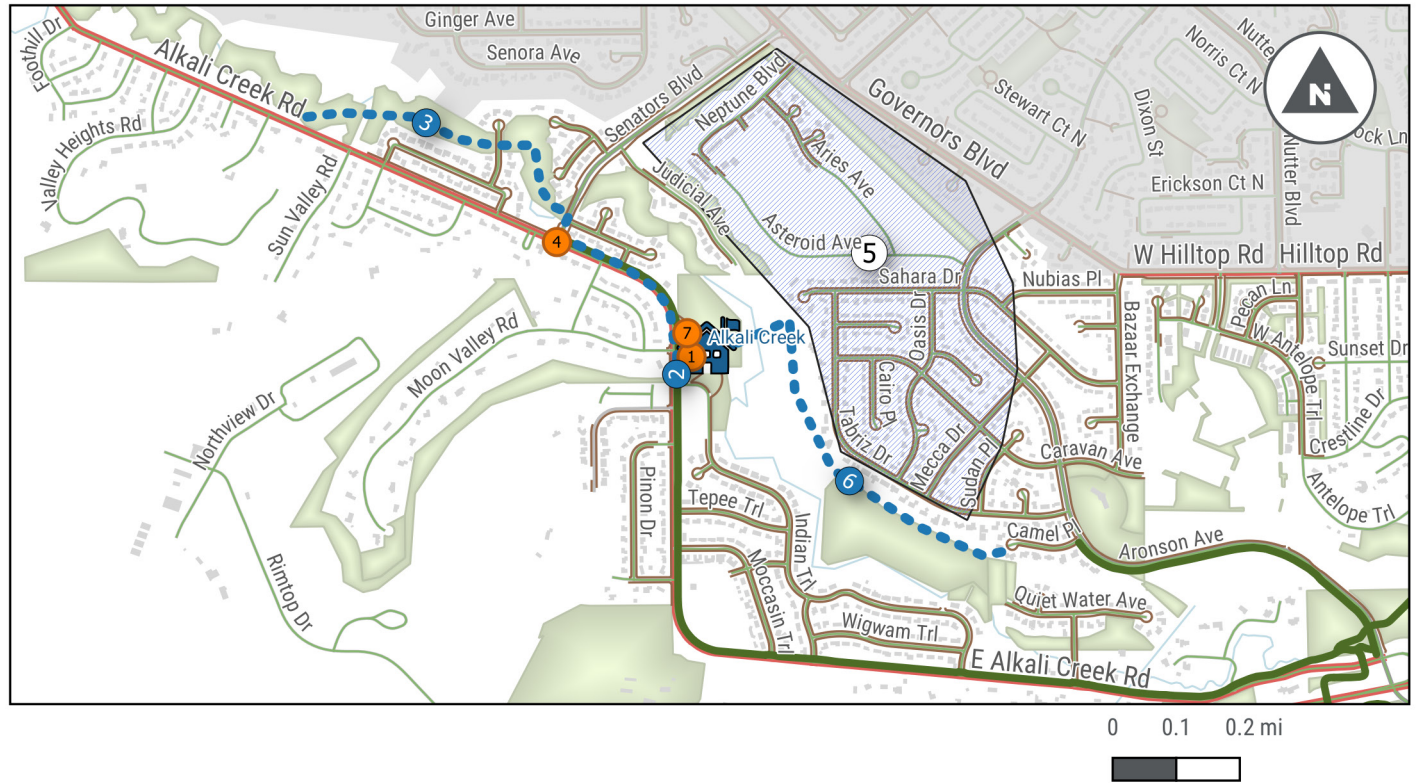 Ginger Ave
Senora Ave
Foothill Dr
Alkali Creek Rd
Valley Heights Rd
Sun Valley Rd
3
Senators Blvd
Neptune Blvd
Governors Blvd
Aries Ave
Judicial Ave
Asteroid Ave
5
Norris Ct N
Nutter
Stewart Ct N
Dixon St
N
Nutter Blvd
ock Ln
Erickson Ct N
W Hilltop Rd
Hilltop Rd
4
Sahara Dr
Nubias Pl
Pecan Ln
Oasis Dr
Bazaar Exchange
W Antelope Trl
Sunset Dr
7
Alkali Creek
1
2
Moon Valley Rd
Cairo Pl
Northview Dr
Tabriz Dr
Mecca Dr
Sudan Pl
Caravan Ave
Crestline Dr
Antelope Trl
6
Pinon Dr
Tepee Trl
Indian Trl
Camel Pl
Aronson Ave
Rimtop Dr
Moccasin Trl
Quiet Water Ave
Wigwam Trl
E Alkali Creek Rd
0 0.1 0.2 mi